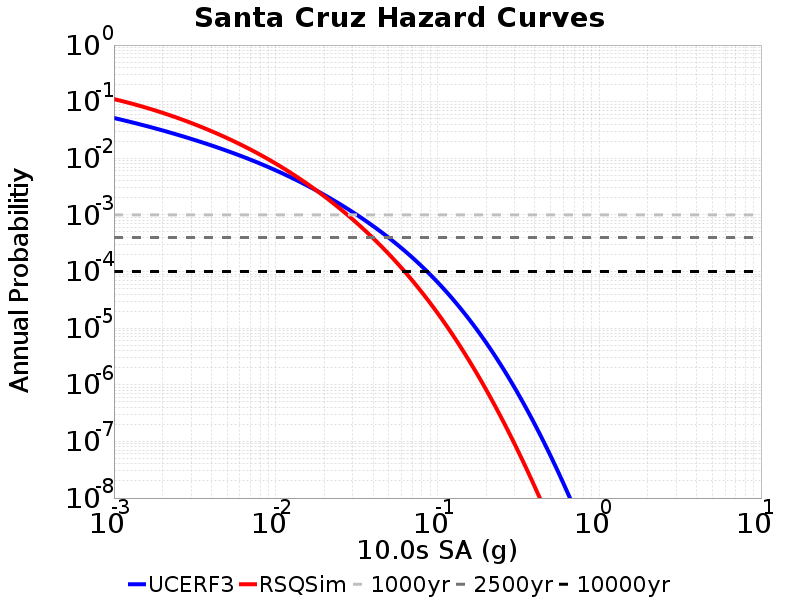 Santa Cruz Hazard Curves
10^0
10^-1
10^-2
10^-3
10^-4
10^-5
10^-6
10^-7
10^-8
Annual Probabilitiy
10^-3 10^-2 10^-1 10^0 10^1
10.0s SA (g)
UCERF3 RSQSim 1000yr 2500yr 10000yr